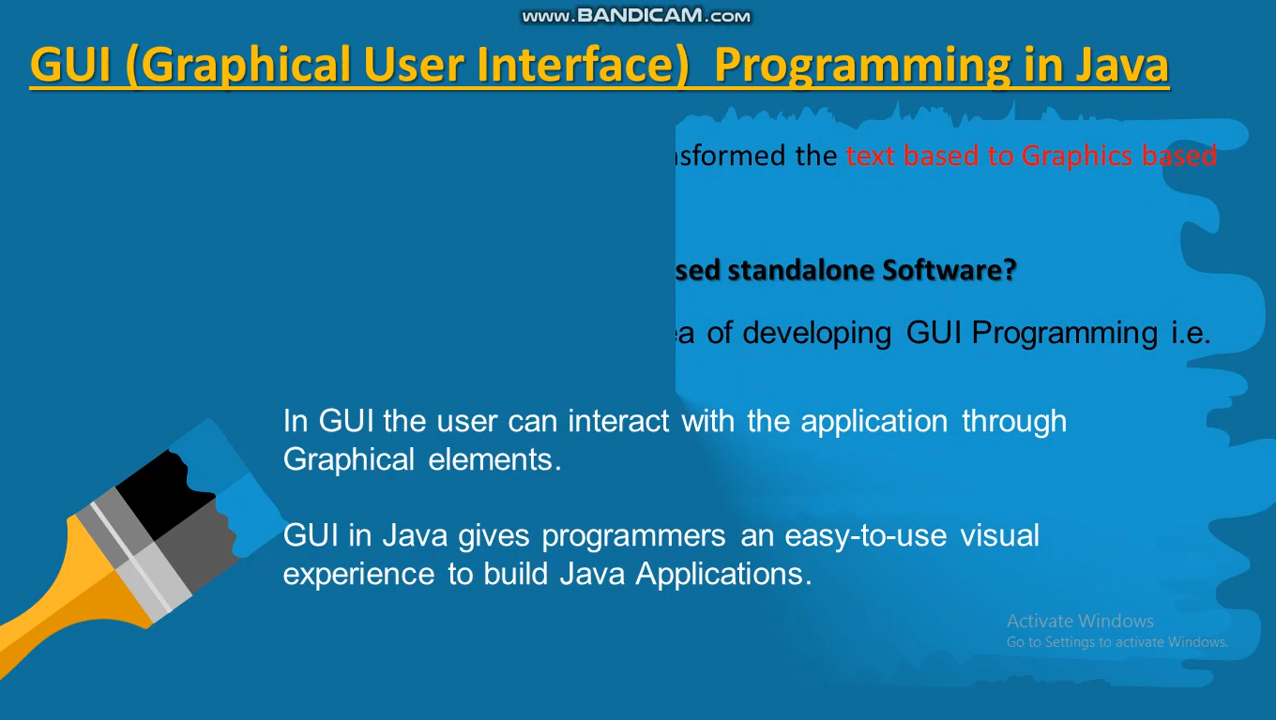 www.BANDICAM.com
GUI (Graphical User Interface) Programming in Java
the text based to Graphics based
standalone Software?
of developing GUI Programming i.e.
In GUI the user can interact with the application through
Graphical elements.
GUI in Java gives programmers an easy-to-use visual
experience to build Java Applications.
Activate Windows
Go to Settings to activate Windows.